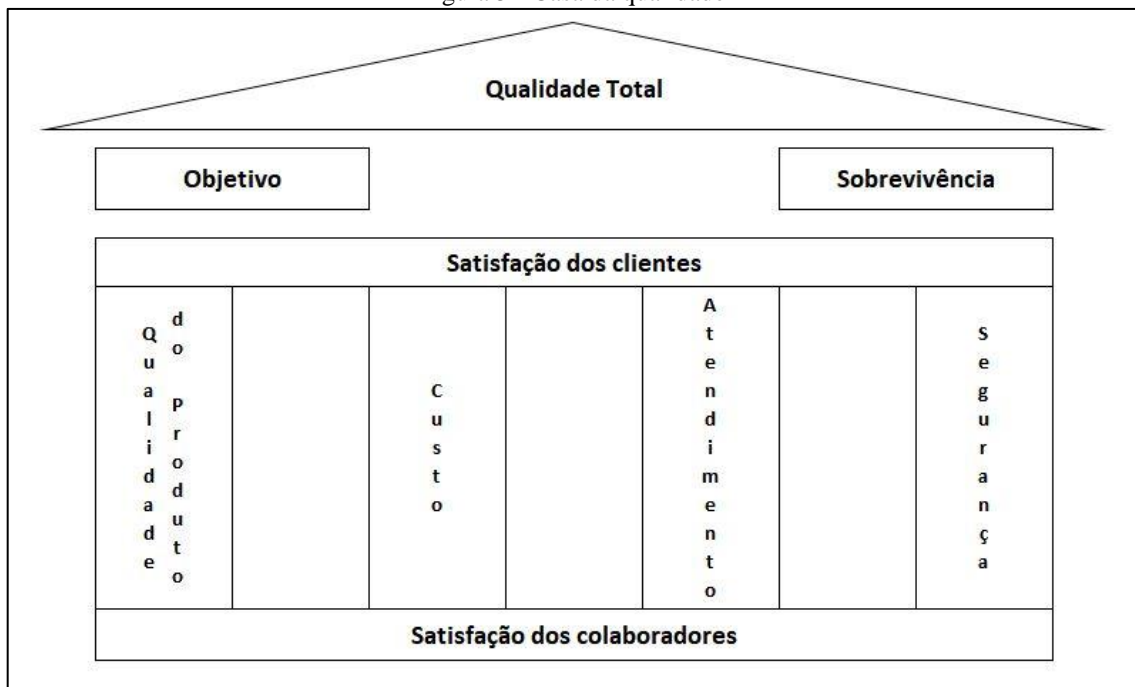 Qualidade Total
Objetivo
Sobrevivência
Satisfação dos clientes
Qualidade
do Produto
Custo
Atendimento
Segurança
Satisfação dos colaboradores